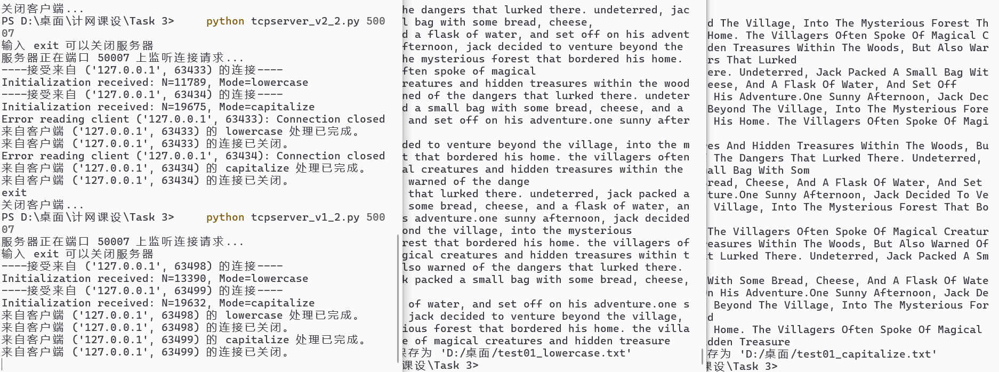 关闭客户端...
PS D:\桌面\计网课设\Task 3> python tcpserver_v2_2.py 500
07
输入 exit 可以关闭服务器
服务器正在端口 50007 上监听连接请求...
----接受来自 ('127.0.0.1', 63433) 的连接----
Initialization received: N=11789, Mode=lowercase
----接受来自 ('127.0.0.1', 63434) 的连接----
Initialization received: N=19675, Mode=capitalize
Error reading client ('127.0.0.1', 63433): Connection closed
来自客户端 ('127.0.0.1', 63433) 的 lowercase 处理已完成。
来自客户端 ('127.0.0.1', 63433) 的连接已关闭。
Error reading client ('127.0.0.1', 63434): Connection closed
来自客户端 ('127.0.0.1', 63434) 的 capitalize 处理已完成。
来自客户端 ('127.0.0.1', 63434) 的连接已关闭。
exit
关闭客户端...
PS D:\桌面\计网课设\Task 3> python tcpserver_v1_2.py 500
07
服务器正在端口 50007 上监听连接请求...
输入 exit 可以关闭服务器
----接受来自 ('127.0.0.1', 63498) 的连接----
Initialization received: N=13390, Mode=lowercase
----接受来自 ('127.0.0.1', 63499) 的连接----
Initialization received: N=19632, Mode=capitalize
来自客户端 ('127.0.0.1', 63498) 的 lowercase 处理已完成。
来自客户端 ('127.0.0.1', 63498) 的连接已关闭。
来自客户端 ('127.0.0.1', 63499) 的 capitalize 处理已完成。
来自客户端 ('127.0.0.1', 63499) 的连接已关闭。
he dangers that lurked there. undeterred, jac
l bag with some bread, cheese,
d a flask of water, and set off on his advent
fternoon, jack decided to venture beyond the
he mysterious forest that bordered his home.
ften spoke of magical
reatures and hidden treasures within the wood
ned of the dangers that lurked there. undeter
d a small bag with some bread, cheese, and a
and set off on his adventure.one sunny after
ded to venture beyond the village, into the m
t that bordered his home. the villagers often
al creatures and hidden treasures within the
warned of the dange
that lurked there. undeterred, jack packed a
some bread, cheese, and a flask of water, an
s adventure.one sunny afternoon, jack decided
ond the village, into the mysterious
rest that bordered his home. the villagers of
gical creatures and hidden treasures within t
lso warned of the dangers that lurked there.
k packed a small bag with some bread, cheese,
of water, and set off on his adventure.one s
jack decided to venture beyond the village,
ious forest that bordered his home. the villa
e of magical creatures and hidden treasure
保存为 'D:/桌面/test01_lowercase.txt'
课设\Task 3>
d The Village, Into The Mysterious Forest Th
Home. The Villagers Often Spoke Of Magical C
den Treasures Within The Woods, But Also War
rs That Lurked
ere. Undeterred, Jack Packed A Small Bag Wit
eese, And A Flask Of Water, And Set Off
His Adventure.One Sunny Afternoon, Jack Dec
Beyond The Village, Into The Mysterious Fore
His Home. The Villagers Often Spoke Of Magi
es And Hidden Treasures Within The Woods, Bu
The Dangers That Lurked There. Undeterred,
all Bag With Som
read, Cheese, And A Flask Of Water, And Set
ture.One Sunny Afternoon, Jack Decided To Ve
Village, Into The Mysterious Forest That Bo
The Villagers Often Spoke Of Magical Creatur
easures Within The Woods, But Also Warned Of
t Lurked There. Undeterred, Jack Packed A Sm
With Some Bread, Cheese, And A Flask Of Wate
n His Adventure.One Sunny Afternoon, Jack De
Beyond The Village, Into The Mysterious For
d
Home. The Villagers Often Spoke Of Magical
dden Treasure
存为 'D:/桌面/test01_capitalize.txt'
课设\Task 3>